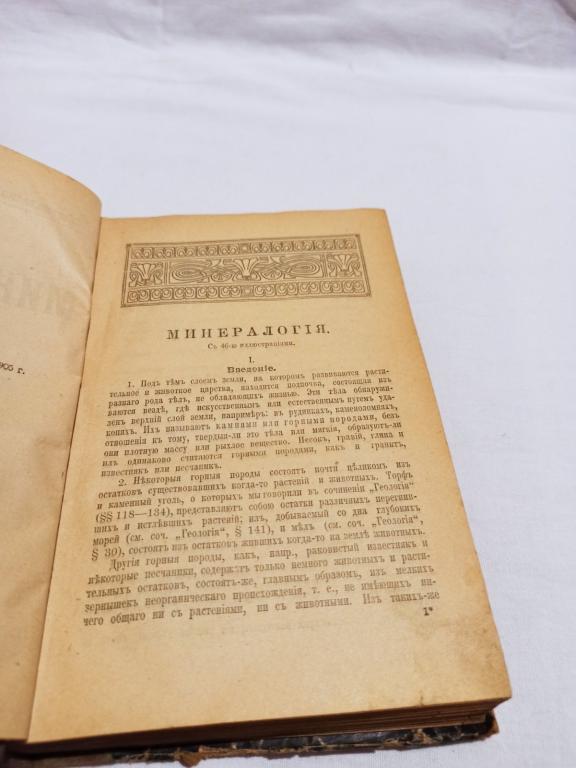 905 г.
МИНЕРАЛОГІЯ.
Съ 46-ю иллюстраціями.
I.
Введеніе.
1. Подъ тѣмъ слоемъ земли, на которомъ развиваются расти-
тельное и животное царства, находится подпочва, состоящая изъ
разнаго рода тѣлъ, не обладающихъ жизнью. Эти тѣла обнаружи-
ваются вездѣ, гдѣ искусственнымъ или естественнымъ путемъ уда-
ленъ верхній слой земли, напримѣръ: въ рудникахъ, каменоломняхъ,
копяхъ. Ихъ называютъ камнями или горными породами, безъ
отношенія къ тому, твердыя-ли это тѣла или мягкія, образуютъ-ли
они плотную массу или рыхлое вещество. Песокъ, гравій, глина и
илъ одинаково считаются горными породами, какъ и гранитъ,
известнякъ или песчаникъ.
2. Нѣкоторыя горныя породы состоятъ почти цѣликомъ изъ
остатковъ существовавшихъ когда-то растеній и животныхъ. Торфъ
и каменный уголь, о которыхъ мы говорили въ сочиненіи „Геологія“
(§§ 118—134), представляютъ собою остатки различныхъ перегнив-
шихъ и истлѣвшихъ растеній; илъ, добываемый со дна глубокихъ
морей (см. соч. „Геологія“, § 141), и мѣлъ (см. соч. „Геологія“,
§ 30), состоятъ изъ остатковъ жившихъ когда-то на землѣ животныхъ.
Другія горныя породы, какъ, напр., раковистый известнякъ и
нѣкоторые песчаники, содержатъ только немного животныхъ и расти-
тельныхъ остатковъ, состоятъ-же, главнымъ образомъ, изъ мелкихъ
зернышекъ неорганическаго происхожденія, т. е., не имѣющихъ ни-
чего общаго ни съ растеніями, ни съ животными. Изъ такихъ-же
1*